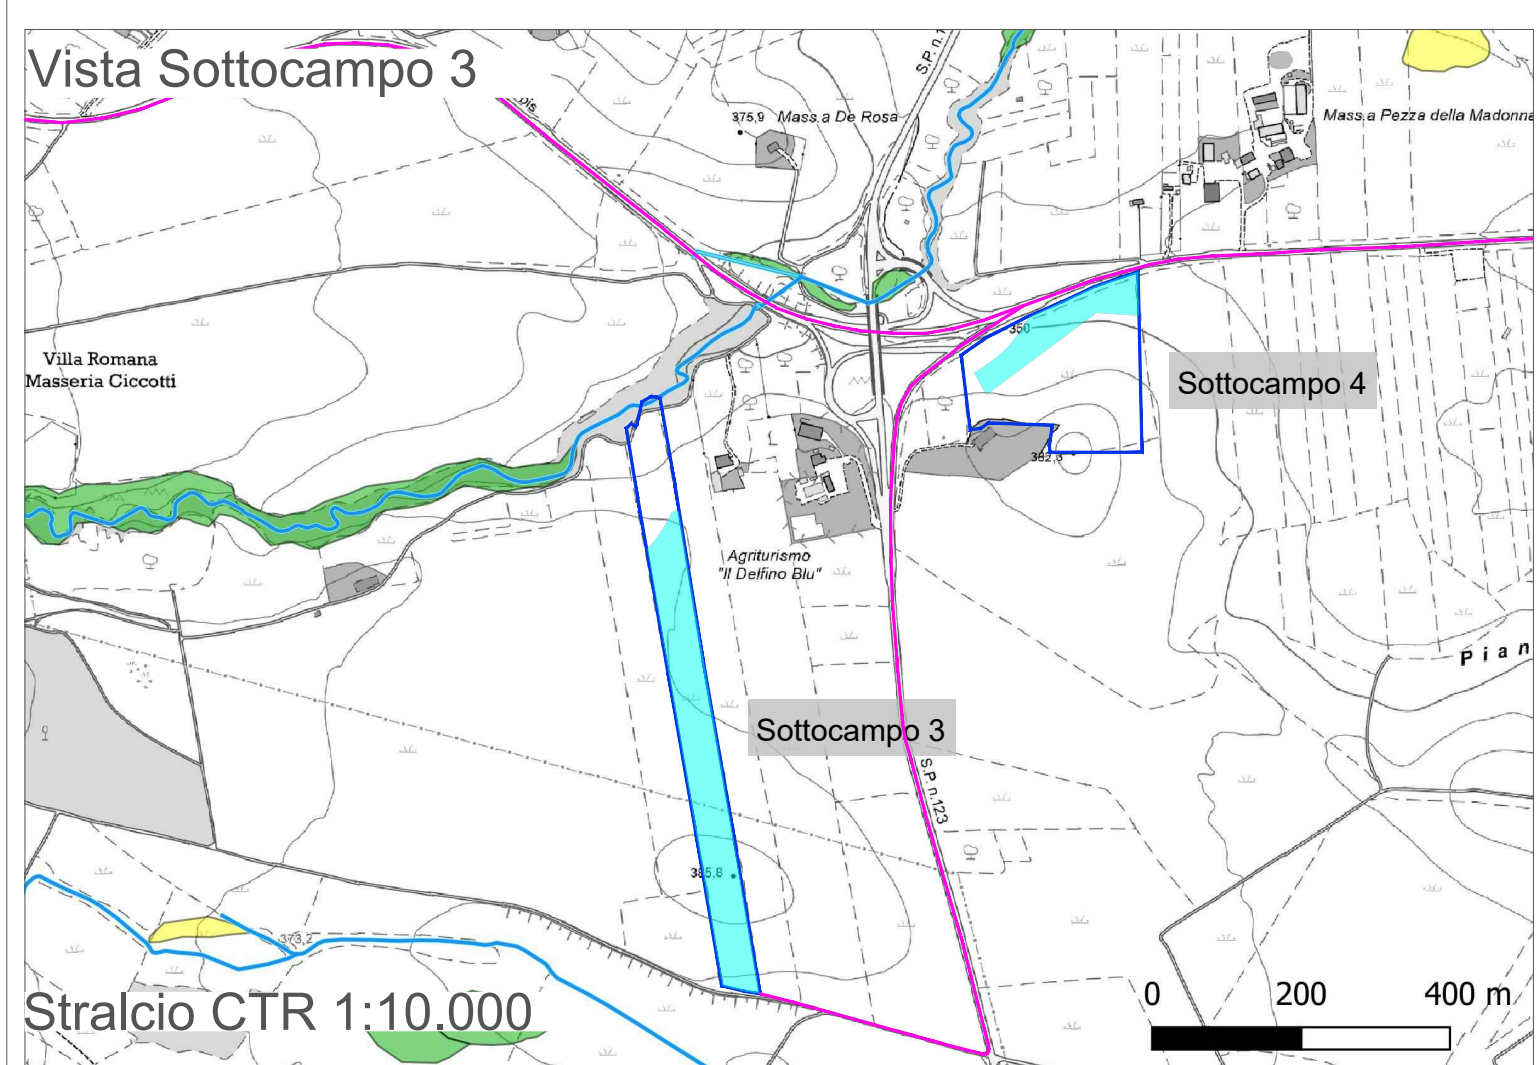 Vista Sottocampo 3
S.P. n.1
375,9
Mass.a De Rosa
Mass.a Pezza della Madonna
350
Villa Romana
Masseria Ciccotti
Sottocampo 4
382,3
Agriturismo
"Il Delfino Blu"
Pian
Sottocampo 3
S.P. n.123
385,8
373,2
Stralcio CTR 1:10.000
0 200 400 m